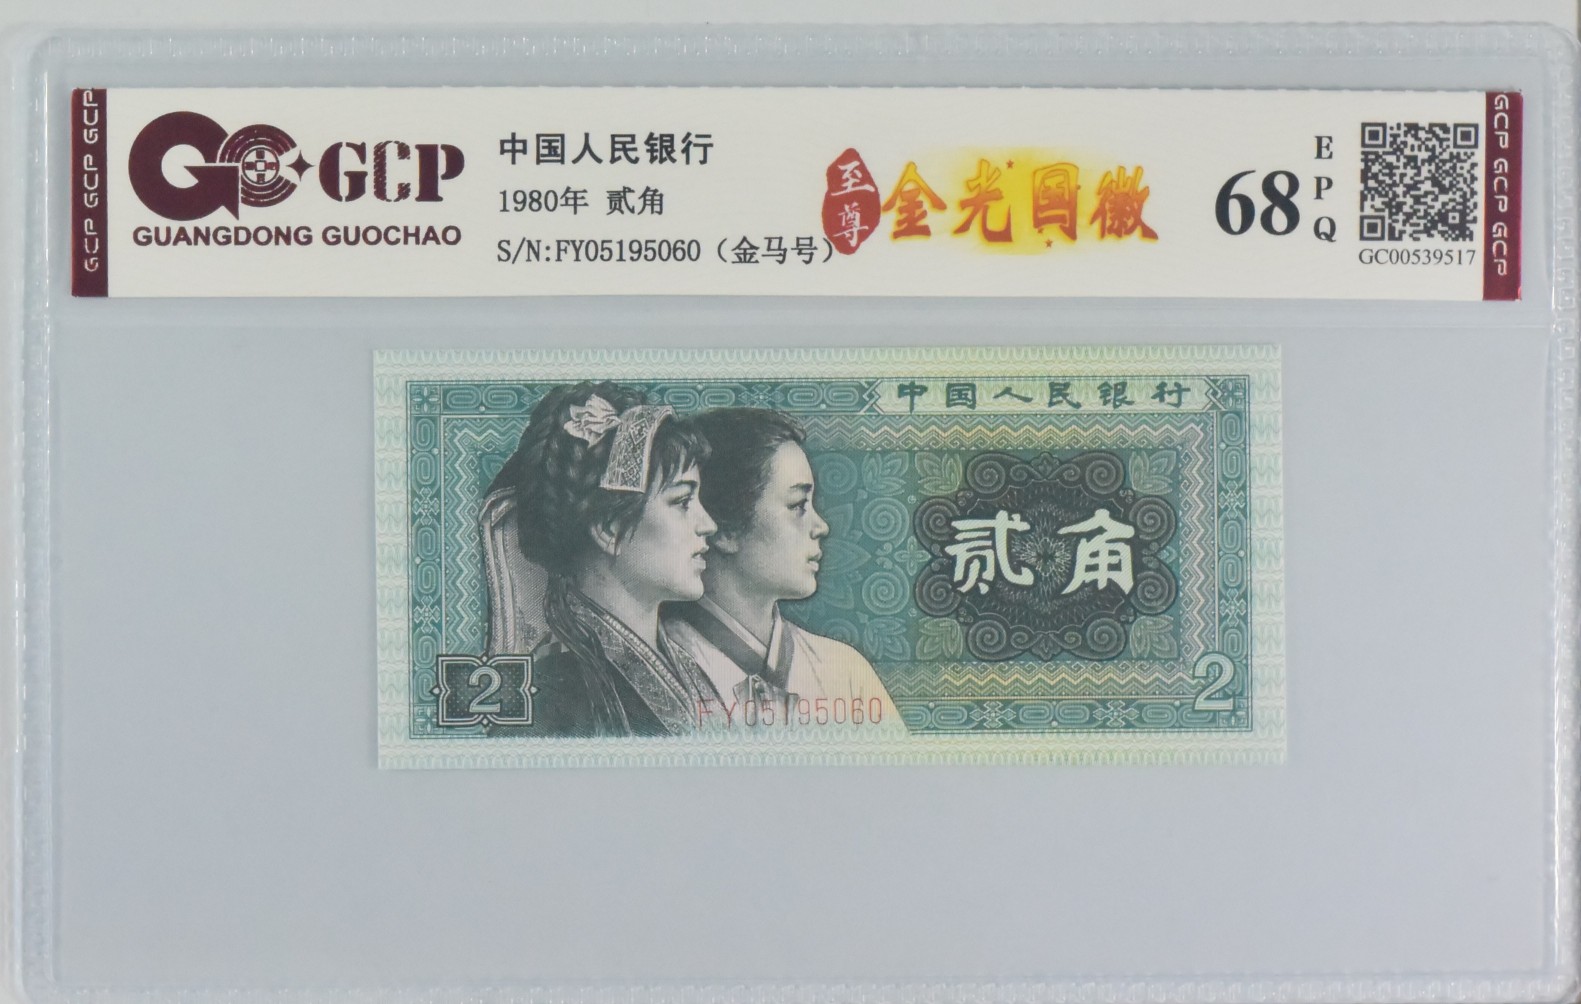 GCP GCP GCP
GCP
GUANGDONG GUOCHAO
中国人民银行
1980年 贰角
S/N:FY05195060（金马号）
至尊
金光国徽
68
EPQ
GC00539517
GCP GCP GCP
中国人民银行
贰角
2
2
FY05195060